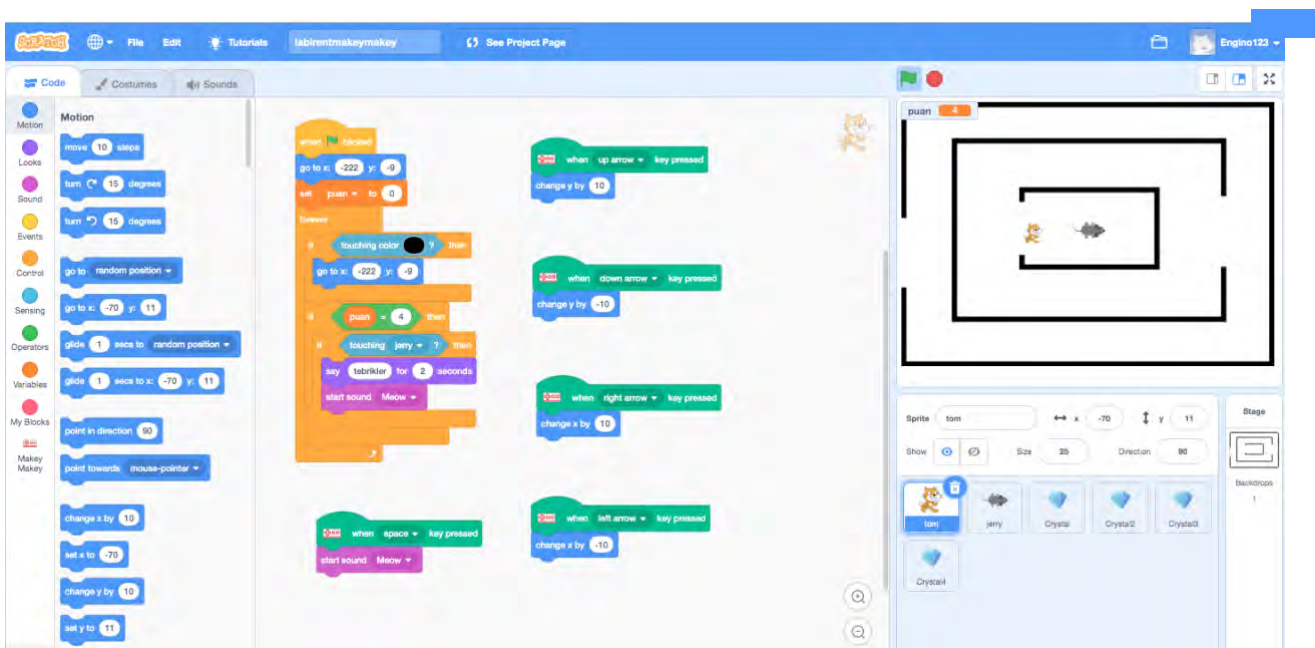 SCRATCH File Edit Tutorials labirentmakeymakey See Project Page Engino123
Code Costumes Sounds
Motion
Looks
Sound
Events
Control
Sensing
Operators
Variables
My Blocks
Makey
Makey
Motion
move 10 steps
turn 15 degrees
turn 15 degrees
go to random position
go to x: -70 y: 11
glide 1 secs to random position
glide 1 secs to x: -70 y: 11
point in direction 90
point towards mouse-pointer
change x by 10
set x to -70
change y by 10
set y to 11
when clicked
go to x: -222 y: -9
set puan to 0
forever
if touching color ? then
go to x: -222 y: -9
if puan = 4 then
if touching jerry ? then
say tebrikler for 2 seconds
start sound Meow
when space key pressed
start sound Meow
when up arrow key pressed
change y by 10
when down arrow key pressed
change y by -10
when right arrow key pressed
change x by 10
when left arrow key pressed
change x by -10
puan 4
Sprite tom x -70 y 11
Show Size 25 Direction 90
tom jerry Crystal Crystal2 Crystal3
Crystal4
Stage
Backdrops
1